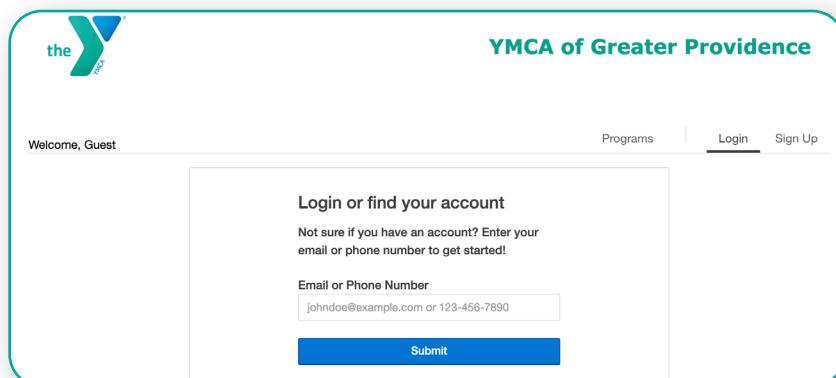 the
YMCA
YMCA of Greater Providence
Welcome, Guest
Programs
Login
Sign Up
Login or find your account
Not sure if you have an account? Enter your
email or phone number to get started!
Email or Phone Number
johndoe@example.com or 123-456-7890
Submit